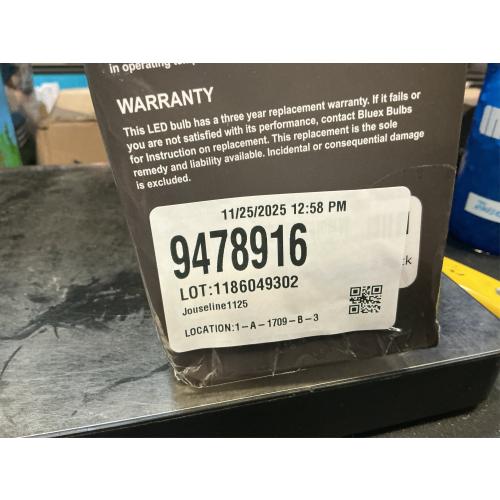 in operating
WARRANTY
This LED bulb has a three year replacement warranty. If it fails or
you are not satisfied with its performance, contact Bluex Bulbs
for Instruction on replacement. This replacement is the sole
remedy and liability available. Incidental or consequential damage
is excluded.
11/25/2025 12:58 PM
9478916
LOT:1186049302
Jouseline1125
LOCATION:1-A-1709-B-3